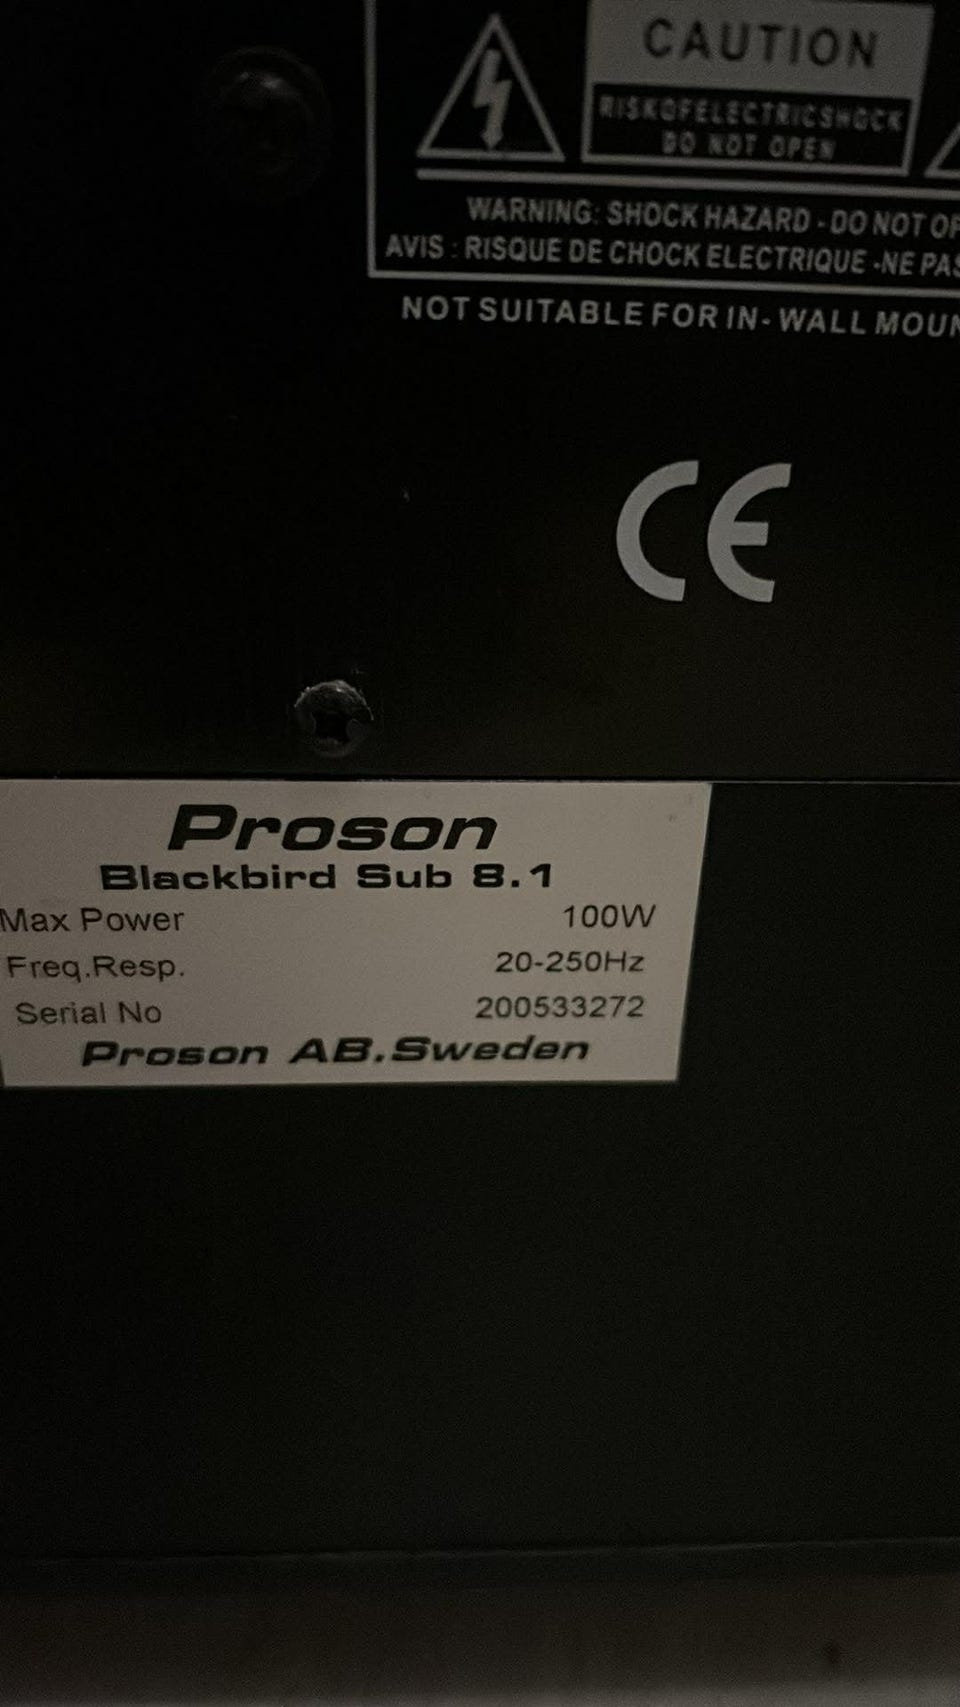 CAUTION
RISKOFELECTRICSHOCK
DO NOT OPEN
WARNING: SHOCK HAZARD - DO NOT
AVIS : RISQUE DE CHOCK ELECTRIQUE -NE PAS
NOT SUITABLE FOR IN-WALL
CE
Proson
Blackbird Sub 8.1
Max Power 100W
Freq.Resp. 20-250Hz
Serial No 200533272
Proson AB.Sweden